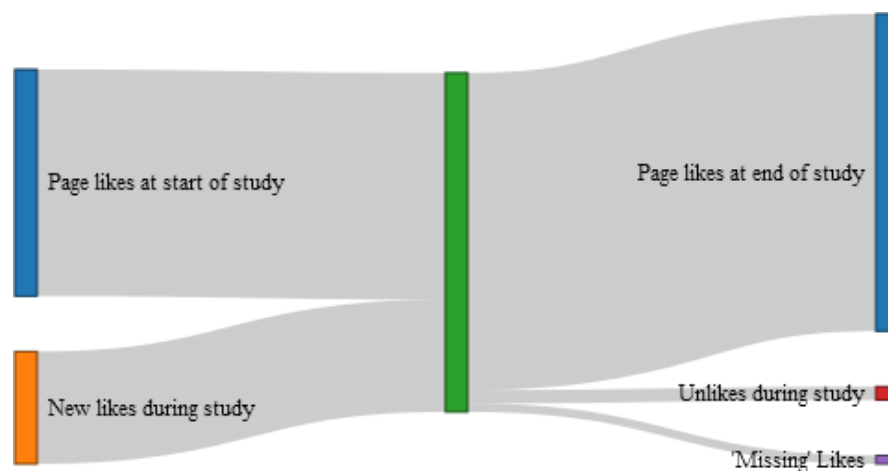 Page likes at start of study
Page likes at end of study
New likes during study
Unlikes during study
'Missing' Likes